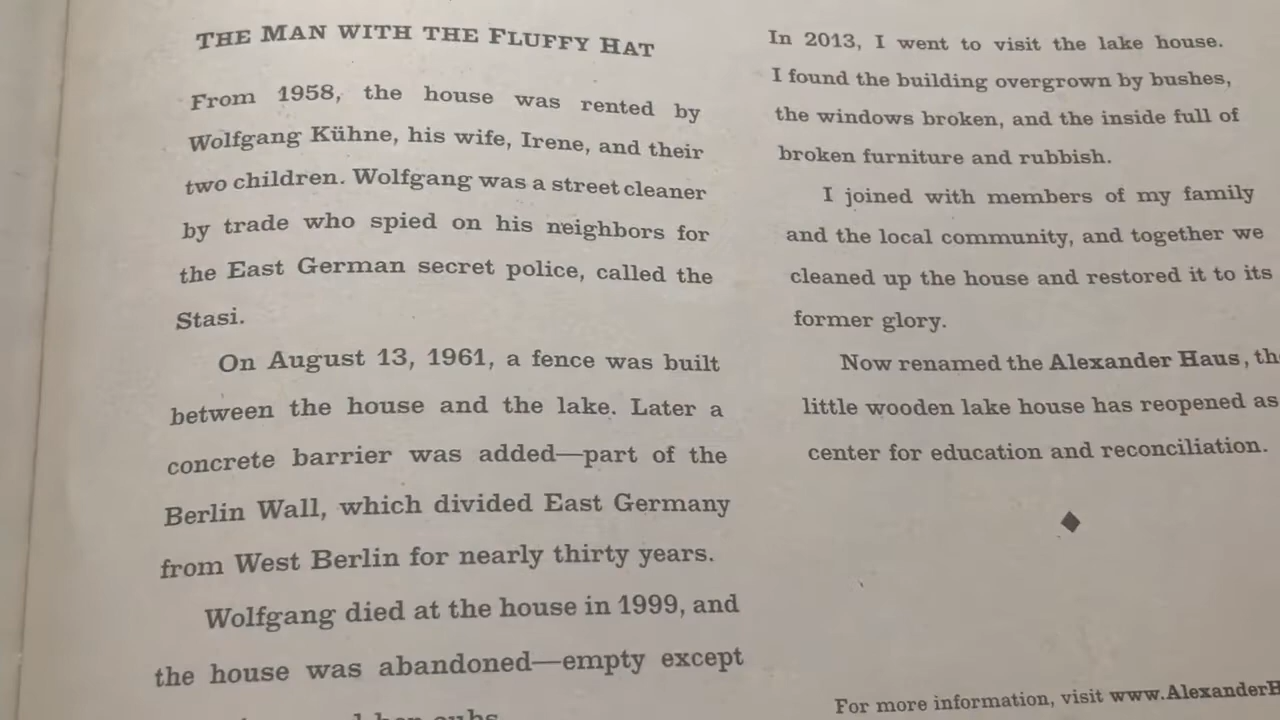 THE MAN WITH THE FLUFFY HAT
From 1958, the house was rented by
Wolfgang Kühne, his wife, Irene, and their
two children. Wolfgang was a street cleaner
by trade who spied on his neighbors for
the East German secret police, called the
Stasi.
On August 13, 1961, a fence was built
between the house and the lake. Later a
concrete barrier was added—part of the
Berlin Wall, which divided East Germany
from West Berlin for nearly thirty years.
Wolfgang died at the house in 1999, and
the house was abandoned—empty except
cubs.
In 2013, I went to visit the lake house.
I found the building overgrown by bushes,
the windows broken, and the inside full of
broken furniture and rubbish.
I joined with members of my family
and the local community, and together we
cleaned up the house and restored it to its
former glory.
Now renamed the Alexander Haus, th
little wooden lake house has reopened as
center for education and reconciliation.
For more information, visit www.AlexanderH